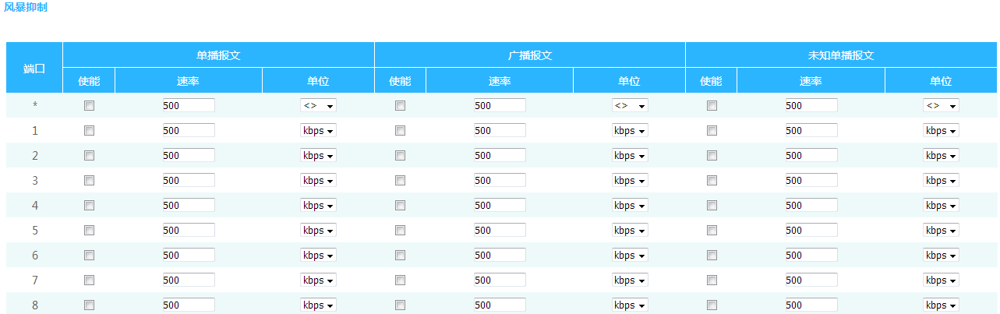 风暴抑制
端口 单播报文 广播报文 未知单播报文
使能 速率 单位 使能 速率 单位 使能 速率 单位
* 500 <> 500 <> 500 <>
1 500 kbps 500 kbps 500 kbps
2 500 kbps 500 kbps 500 kbps
3 500 kbps 500 kbps 500 kbps
4 500 kbps 500 kbps 500 kbps
5 500 kbps 500 kbps 500 kbps
6 500 kbps 500 kbps 500 kbps
7 500 kbps 500 kbps 500 kbps
8 500 kbps 500 kbps 500 kbps